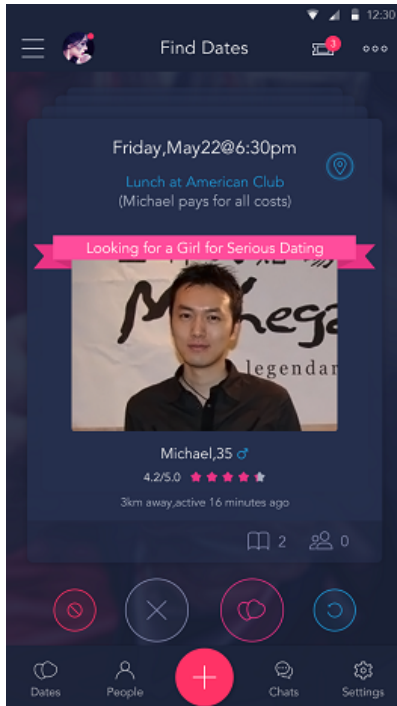 12:30
Find Dates
3
Friday,May22@6:30pm
Lunch at American Club
(Michael pays for all costs)
Looking for a Girl for Serious Dating
legendar
Michael,35
4.2/5.0
3km away,active 16 minutes ago
2 0
Dates People Chats Settings